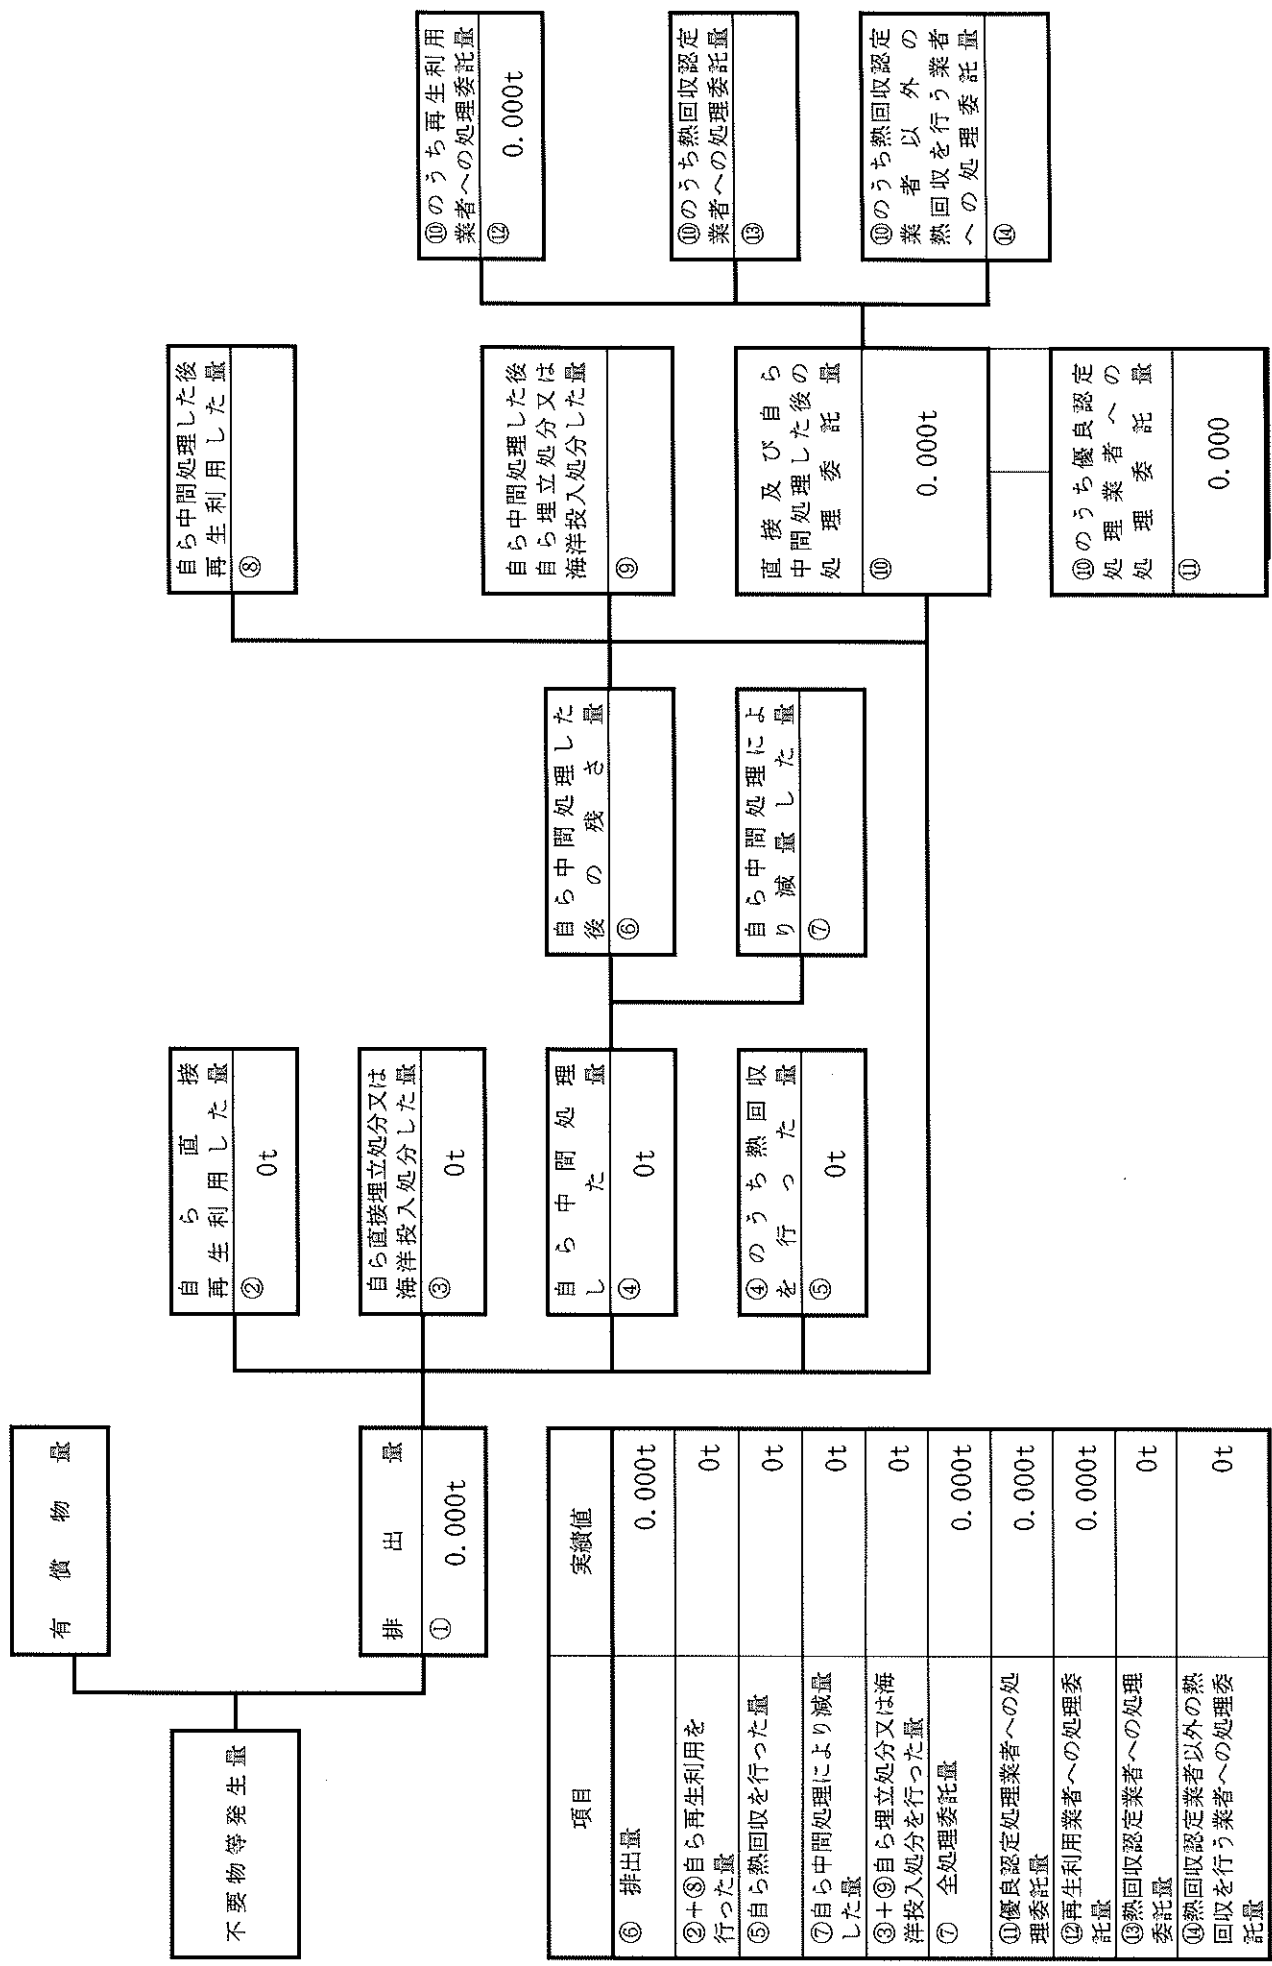 不要物等発生量
有償物量
排出量
① 0.000t
自ら直接
再生利用した量
② 0t
自ら直接埋立処分又は
海洋投入処分した量
③ 0t
自ら中間処理
した量
④ 0t
④のうち熱回収
を行った量
⑤ 0t
自ら中間処理した
後の残さ量
⑥
自ら中間処理によ
り減量した量
⑦
自ら中間処理した後
再生利用した量
⑧
自ら中間処理した後
自ら埋立処分又は
海洋投入処分した量
⑨
直接及び自ら
中間処理した後の
処理委託量
⑩ 0.000t
⑩のうち優良認定
処理業者への
処理委託量
⑪ 0.000
⑩のうち再生利用
業者への処理委託量
⑫ 0.000t
⑩のうち熱回収認定
業者への処理委託量
⑬
⑩のうち熱回収認定
業者以外の
熱回収を行う業者
への処理委託量
⑭
項目 実績値
⑥ 排出量 0.000t
②+⑧自ら再生利用を
行った量 0t
⑤自ら熱回収を行った量 0t
⑦自ら中間処理により減量
した量 0t
③+⑨自ら埋立処分又は海
洋投入処分を行った量 0t
⑦ 全処理委託量 0.000t
⑪優良認定処理業者への処
理委託量 0.000t
⑫再生利用業者への処理委
託量 0.000t
⑬熱回収認定業者への処理
委託量 0t
⑭熱回収認定業者以外の熱
回収を行う業者への処理委
託量 0t